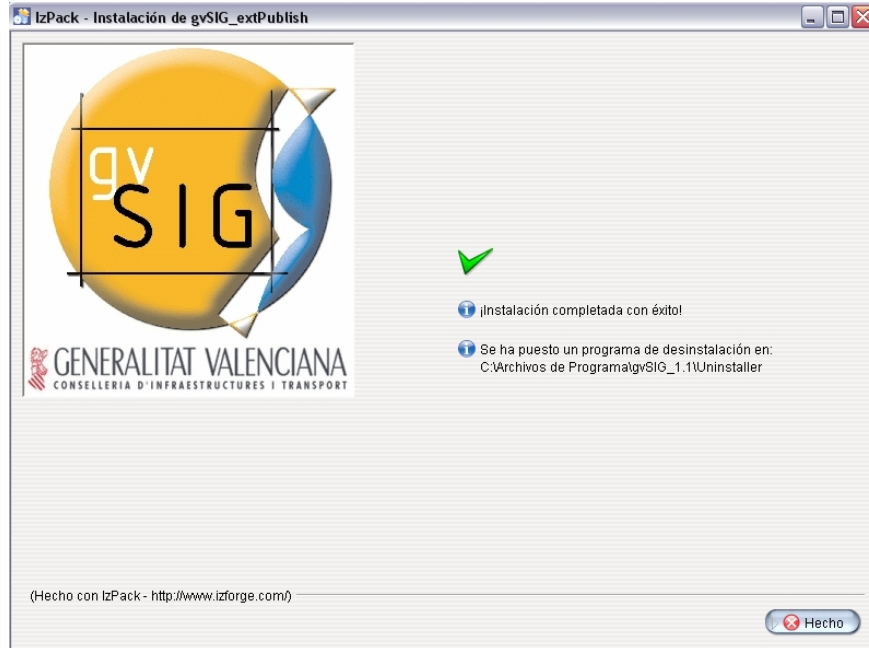 IzPack - Instalación de gvSIG_extPublish
gv
SIG
GENERALITAT VALENCIANA
CONSELLERIA D'INFRAESTRUCTURES I TRANSPORT
¡Instalación completada con éxito!
Se ha puesto un programa de desinstalación en:
C:\Archivos de Programa\gvSIG_1.1\Uninstaller
(Hecho con IzPack - http://www.izforge.com/)
Hecho